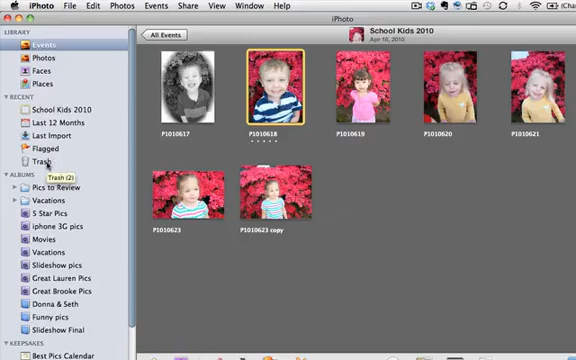 iPhoto File Edit Photos Events Share View Window Help
iPhoto
LIBRARY
Events
Photos
Faces
Places
RECENT
School Kids 2010
Last 12 Months
Last Import
Flagged
Trash
Trash (2)
ALBUMS
Pics to Review
Vacations
5 Star Pics
iphone 3G pics
Movies
Vacations
Slideshow pics
Great Lauren Pics
Great Brooke Pics
Donna & Seth
Funny pics
Slideshow Final
KEEPSAKES
Best Pics Calendar
All Events
School Kids 2010
Apr 18, 2010
P1010617
P1010618
P1010619
P1010620
P1010621
P1010623
P1010623 copy